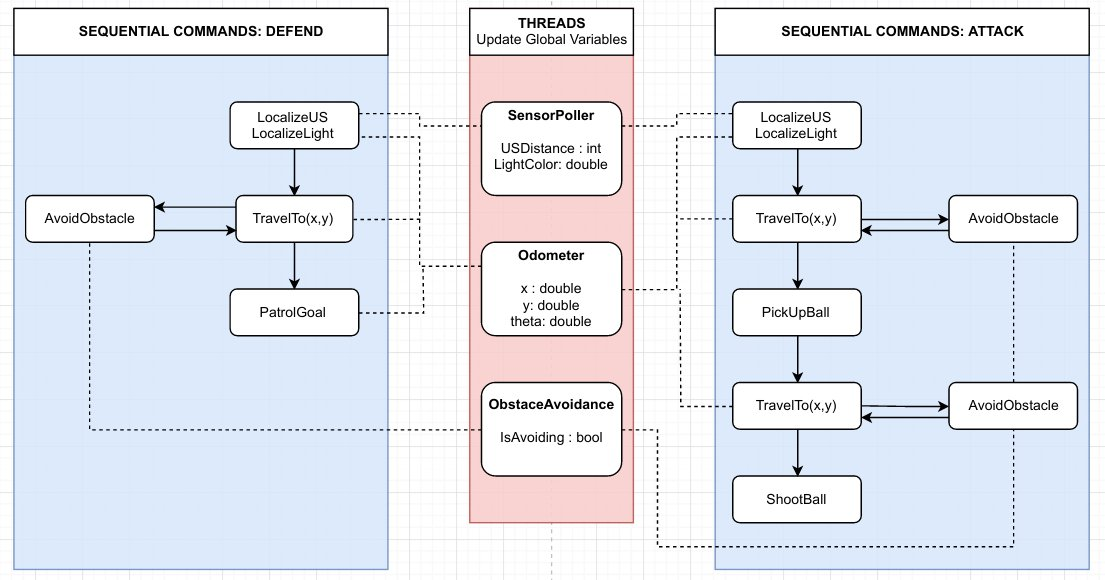 SEQUENTIAL COMMANDS: DEFEND
LocalizeUS
LocalizeLight
AvoidObstacle
TravelTo(x,y)
PatrolGoal
THREADS
Update Global Variables
SensorPoller
USDistance : int
LightColor: double
Odometer
x : double
y: double
theta: double
ObstaceAvoidance
IsAvoiding : bool
SEQUENTIAL COMMANDS: ATTACK
LocalizeUS
LocalizeLight
TravelTo(x,y)
AvoidObstacle
PickUpBall
TravelTo(x,y)
AvoidObstacle
ShootBall